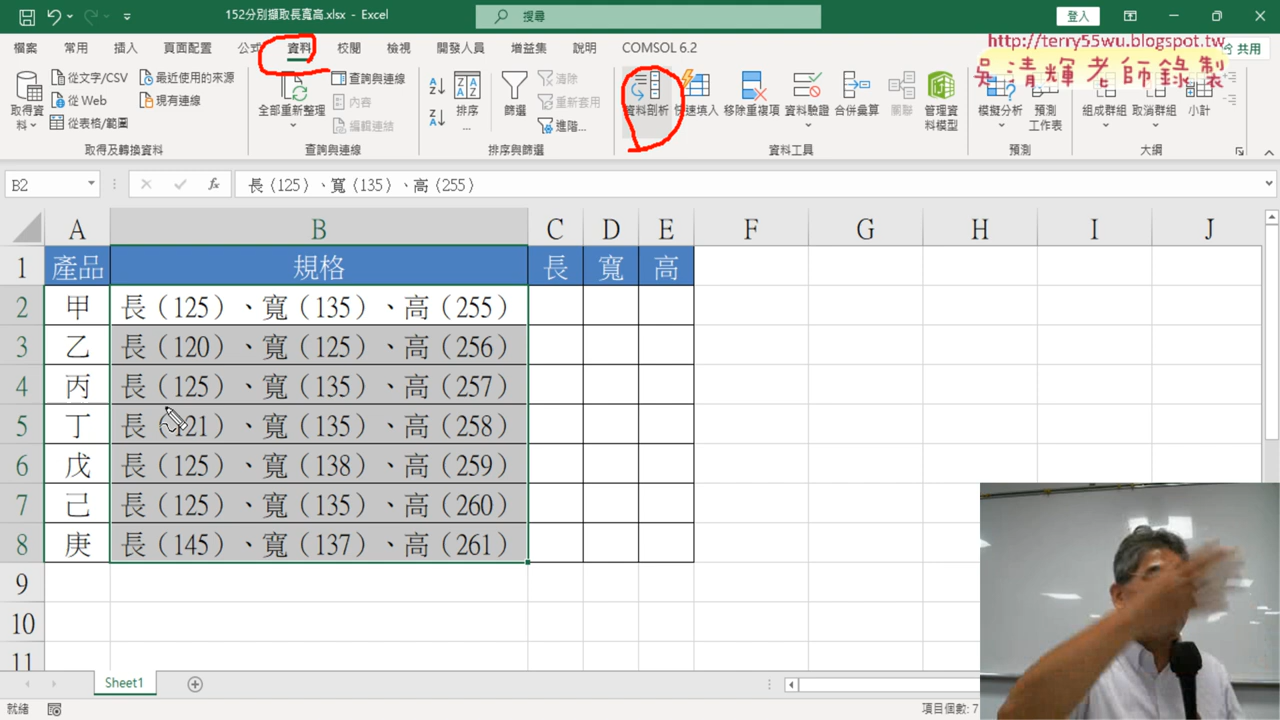 152分別擷取長寬高.xlsx - Excel
搜尋
登入
檔案 常用 插入 頁面配置 公式 資料 校閱 檢視 開發人員 增益集 說明 COMSOL 6.2
共用
http://terry55wu.blogspot.tw
吳清輝老師錄製
取得資料
從文字/CSV
從 Web
從表格/範圍
最近使用的來源
現有連線
取得及轉換資料
全部重新整理
查詢與連線
內容
編輯連結
查詢與連線
排序
...
篩選
清除
重新套用
進階...
排序與篩選
資料剖析
快速填入
移除重複項
資料驗證
合併彙算
關聯
管理資料模型
資料工具
模擬分析
預測工作表
預測
組成群組
取消群組
小計
大綱
B2
fx
長（125）、寬（135）、高（255）
A B C D E F G H I J
1 產品 規格 長 寬 高
2 甲 長（125）、寬（135）、高（255）
3 乙 長（120）、寬（125）、高（256）
4 丙 長（125）、寬（135）、高（257）
5 丁 長（121）、寬（135）、高（258）
6 戊 長（125）、寬（138）、高（259）
7 己 長（125）、寬（135）、高（260）
8 庚 長（145）、寬（137）、高（261）
9
10
11
Sheet1
就緒
項目個數: 7